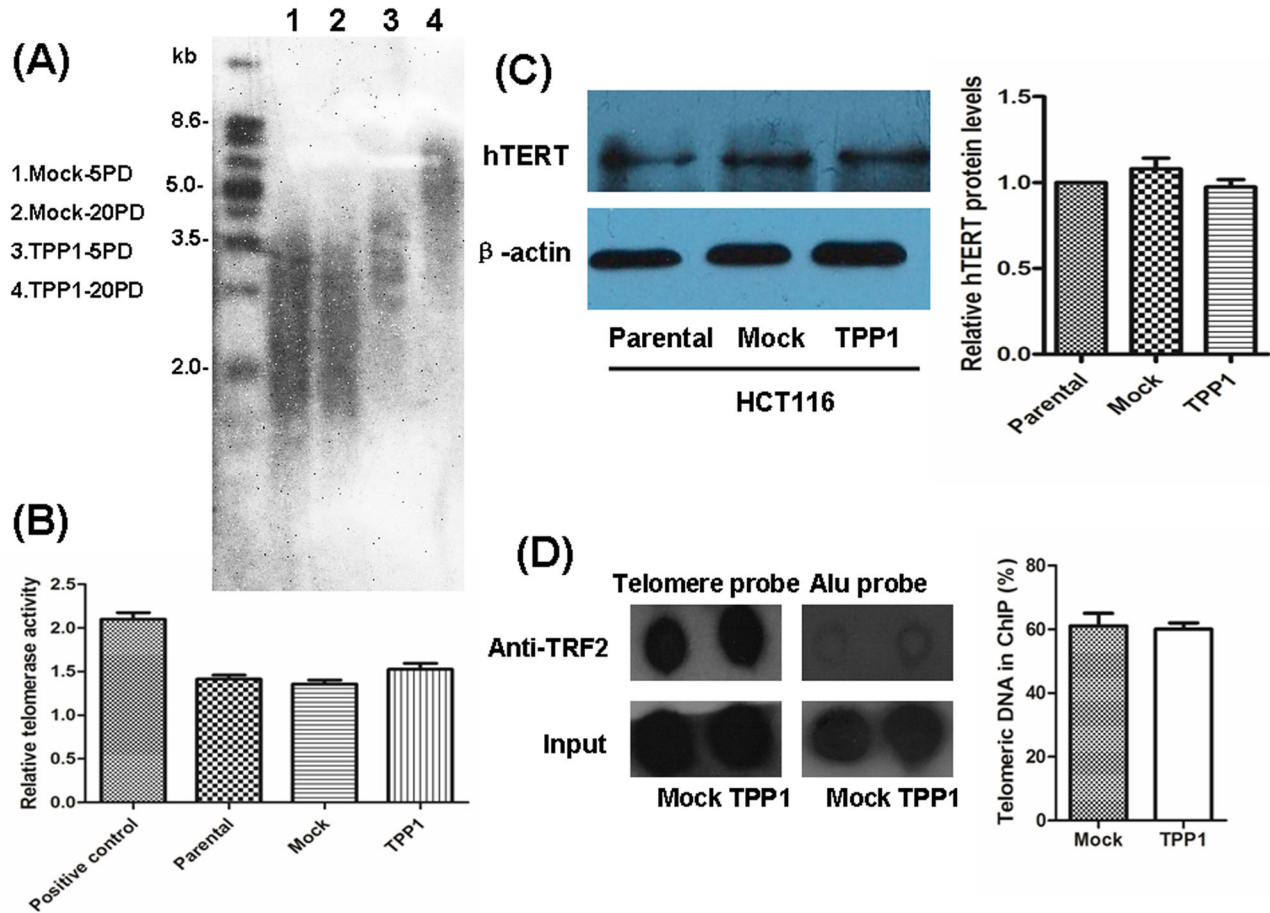 (A)
1 2 3 4
kb
8.6-
5.0-
3.5-
2.0-
1.Mock-5PD
2.Mock-20PD
3.TPP1-5PD
4.TPP1-20PD
(B)
Relative telomerase activity
2.5
2.0
1.5
1.0
0.5
0.0
Positive control
Parental
Mock
TPP1
(C)
hTERT
β-actin
Parental Mock TPP1
HCT116
Relative hTERT protein levels
1.5
1.0
0.5
0.0
Parental
Mock
TPP1
(D)
Telomere probe Alu probe
Anti-TRF2
Input
Mock TPP1 Mock TPP1
Telomeric DNA in ChIP (%)
80
60
40
20
0
Mock TPP1